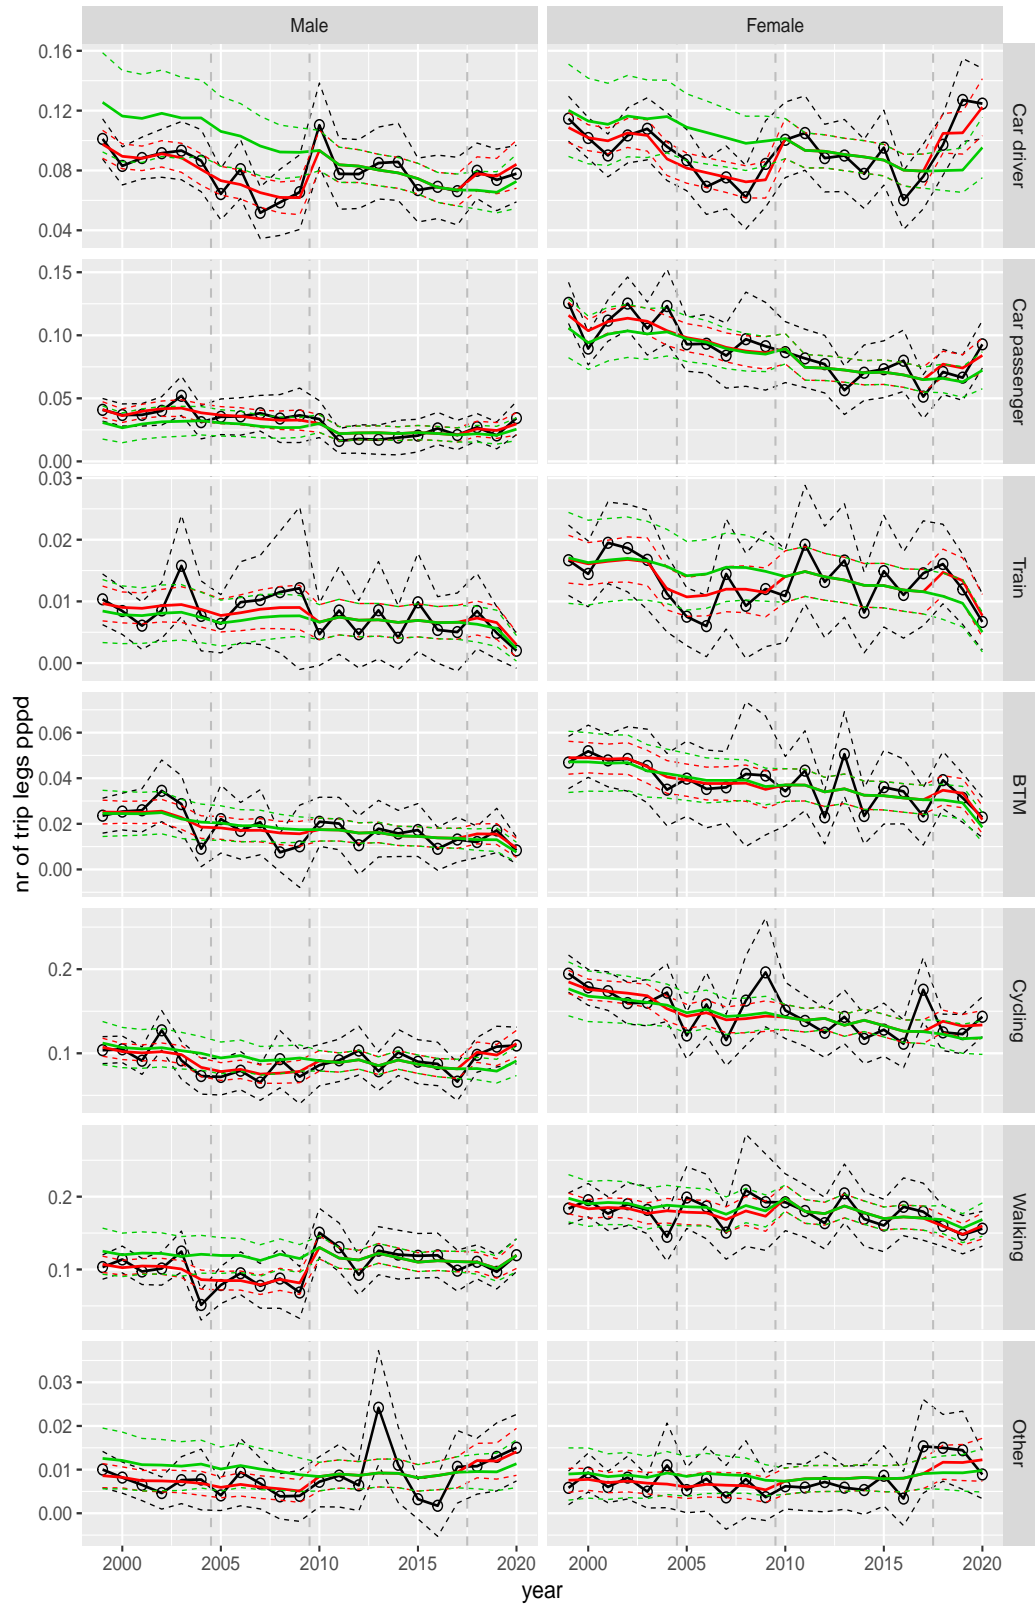 Male Female
0.16
0.12
0.08
0.04
Car driver
0.15
0.10
0.05
0.00
Car passenger
0.03
0.02
0.01
0.00
Train
0.06
0.04
0.02
0.00
BTM
0.2
0.1
Cycling
0.2
0.1
Walking
0.03
0.02
0.01
0.00
Other
nr of trip legs pppd
2000 2005 2010 2015 2020 2000 2005 2010 2015 2020
year